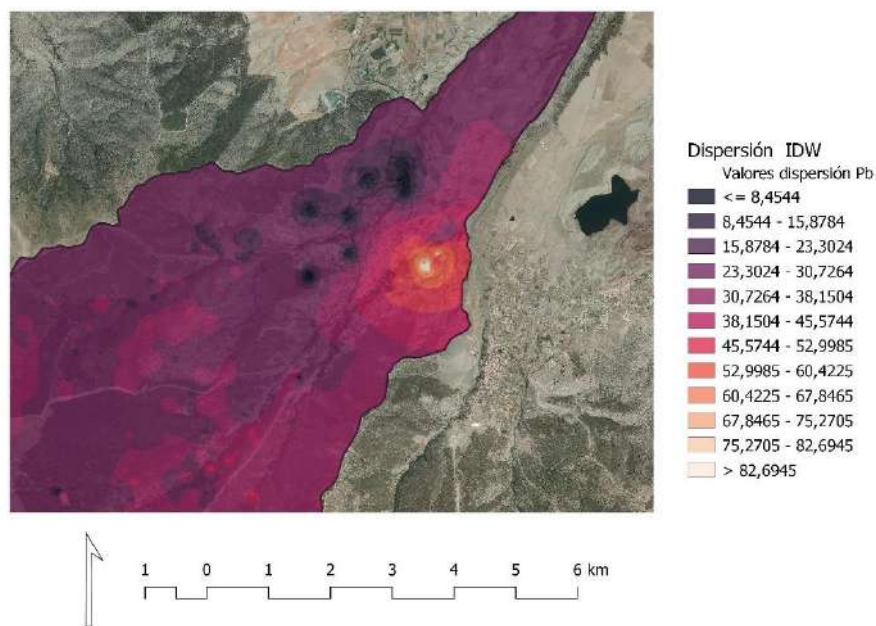 Dispersión IDW
Valores dispersión Pb
<= 8,4544
8,4544 - 15,8784
15,8784 - 23,3024
23,3024 - 30,7264
30,7264 - 38,1504
38,1504 - 45,5744
45,5744 - 52,9985
52,9985 - 60,4225
60,4225 - 67,8465
67,8465 - 75,2705
75,2705 - 82,6945
> 82,6945
1 0 1 2 3 4 5 6 km